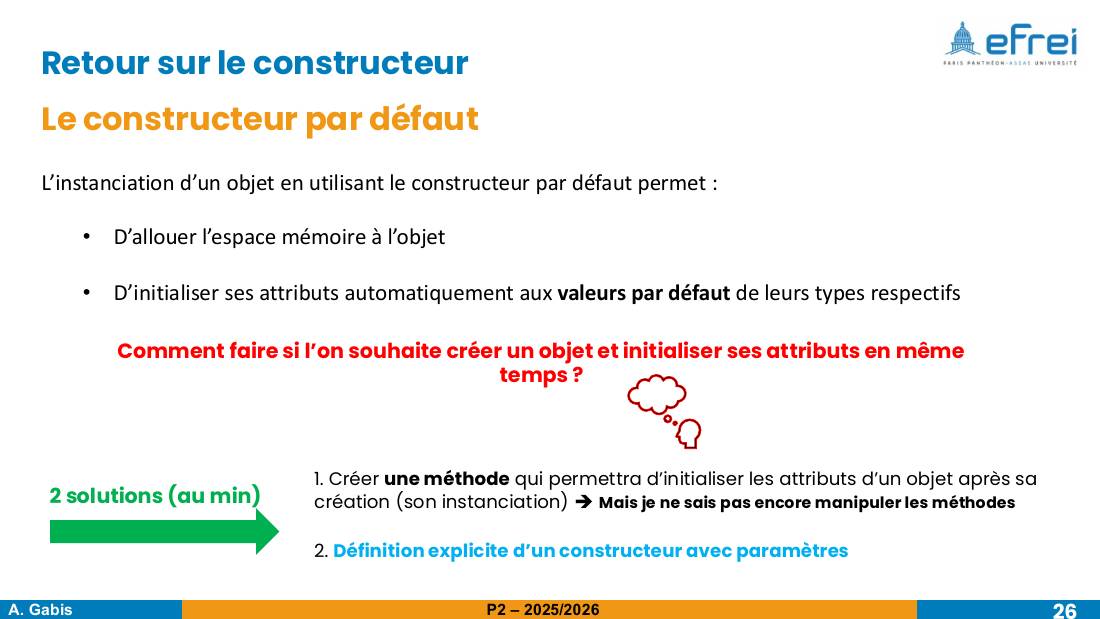 efrei
PARIS PANTHÉON-ASSAS UNIVERSITÉ
Retour sur le constructeur
Le constructeur par défaut
L’instanciation d’un objet en utilisant le constructeur par défaut permet :
• D’allouer l’espace mémoire à l’objet
• D’initialiser ses attributs automatiquement aux valeurs par défaut de leurs types respectifs
Comment faire si l’on souhaite créer un objet et initialiser ses attributs en même
temps ?
2 solutions (au min)
1. Créer une méthode qui permettra d’initialiser les attributs d’un objet après sa
création (son instanciation) ➔ Mais je ne sais pas encore manipuler les méthodes
2. Définition explicite d’un constructeur avec paramètres
A. Gabis
P2 – 2025/2026
26